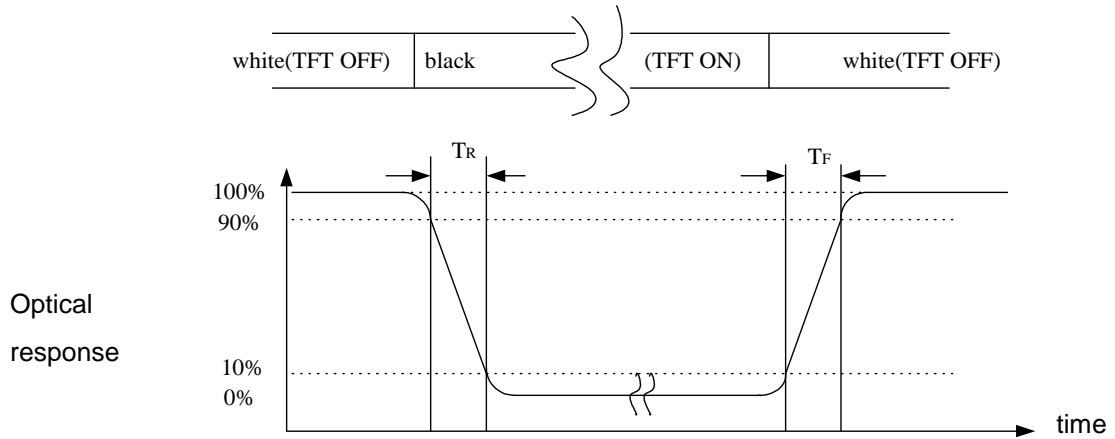 white(TFT OFF) black (TFT ON) white(TFT OFF)
TR TF
100%
90%
Optical
response
10%
0%
time